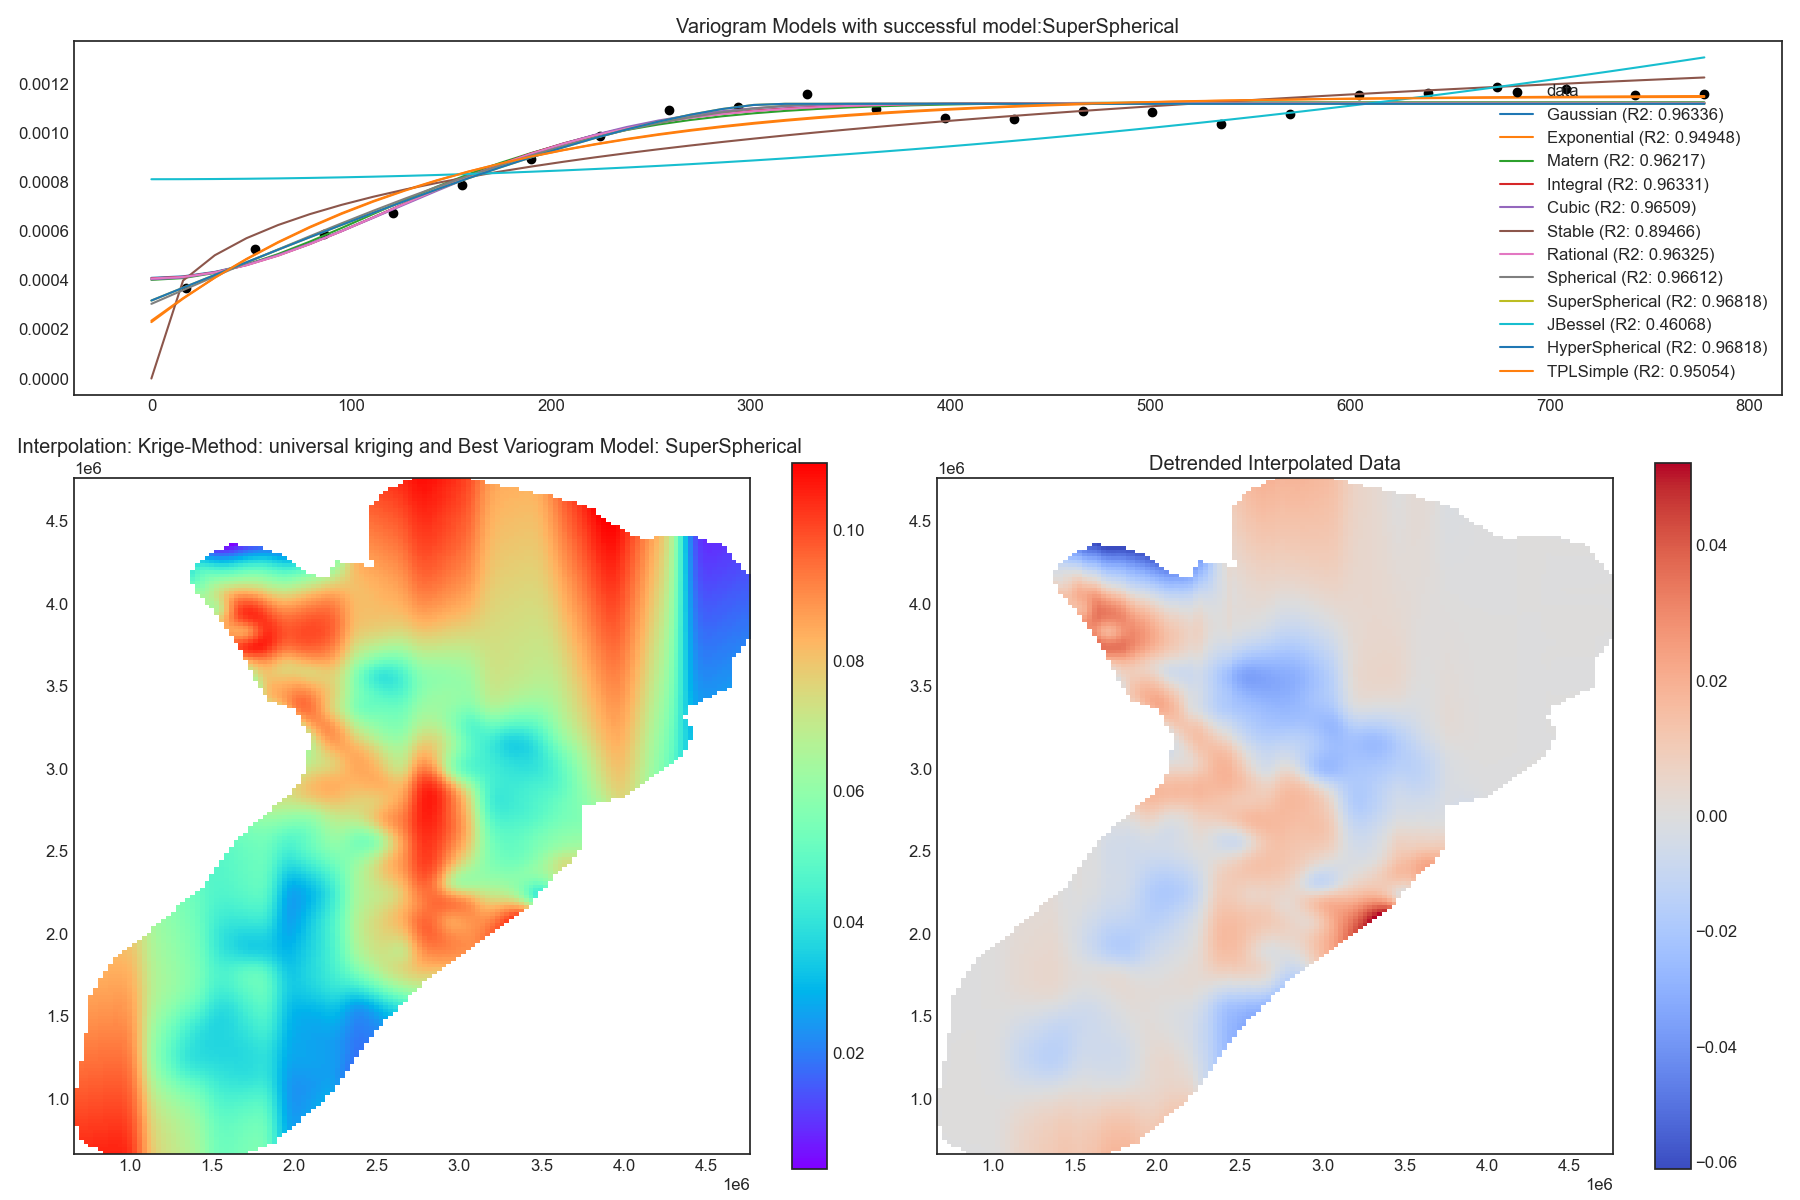 Variogram Models with successful model:SuperSpherical
0.0012
0.0010
0.0008
0.0006
0.0004
0.0002
0.0000
data
Gaussian (R2: 0.96336)
Exponential (R2: 0.94948)
Matern (R2: 0.96217)
Integral (R2: 0.96331)
Cubic (R2: 0.96509)
Stable (R2: 0.89466)
Rational (R2: 0.96325)
Spherical (R2: 0.96612)
SuperSpherical (R2: 0.96818)
JBessel (R2: 0.46068)
HyperSpherical (R2: 0.96818)
TPLSimple (R2: 0.95054)
0 100 200 300 400 500 600 700 800
Interpolation: Krige-Method: universal kriging and Best Variogram Model: SuperSpherical
1e6
4.5
4.0
3.5
3.0
2.5
2.0
1.5
1.0
1.0 1.5 2.0 2.5 3.0 3.5 4.0 4.5
1e6
0.10
0.08
0.06
0.04
0.02
Detrended Interpolated Data
1e6
4.5
4.0
3.5
3.0
2.5
2.0
1.5
1.0
1.0 1.5 2.0 2.5 3.0 3.5 4.0 4.5
1e6
0.04
0.02
0.00
−0.02
−0.04
−0.06